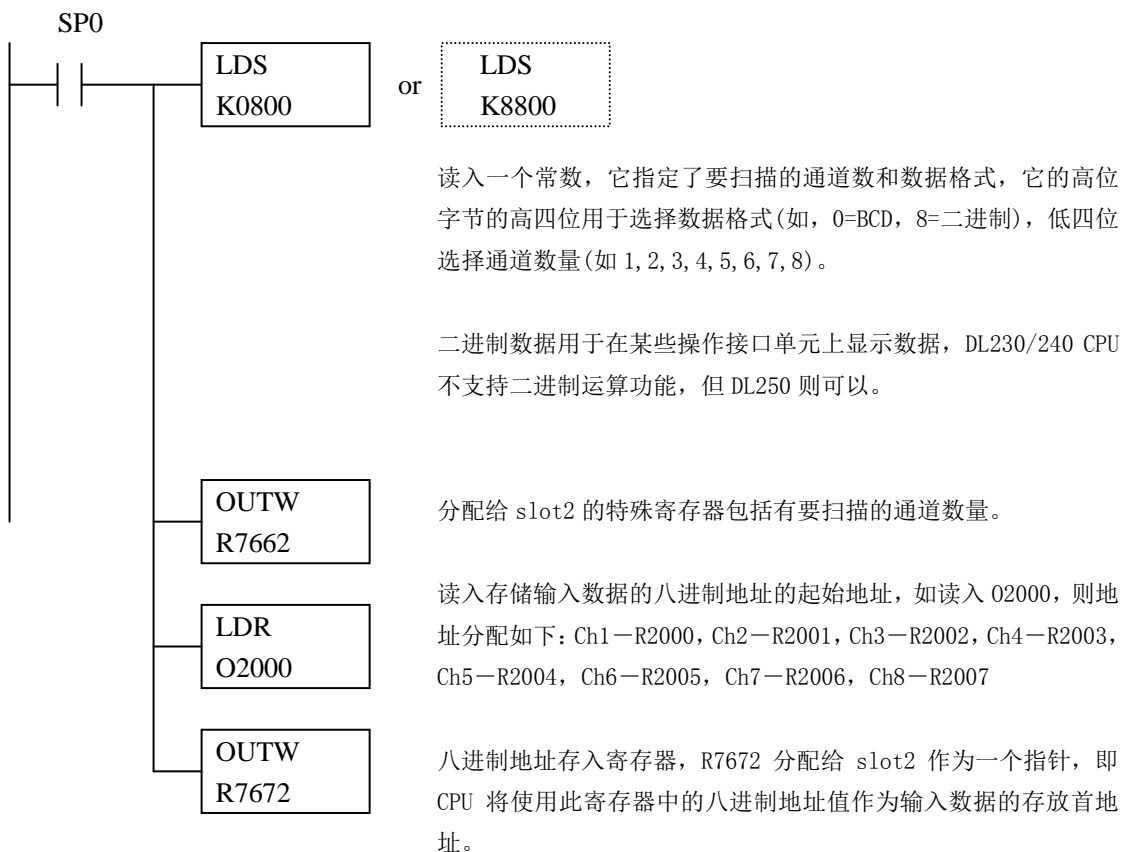 SP0
LDS
K0800
or
LDS
K8800
读入一个常数，它指定了要扫描的通道数和数据格式，它的高位
字节的高四位用于选择数据格式(如，0=BCD，8=二进制)，低四位
选择通道数量(如 1,2,3,4,5,6,7,8)。
二进制数据用于在某些操作接口单元上显示数据，DL230/240 CPU
不支持二进制运算功能，但 DL250 则可以。
OUTW
R7662
分配给 slot2 的特殊寄存器包括有要扫描的通道数量。
LDR
O2000
读入存储输入数据的八进制地址的起始地址，如读入 O2000，则地
址分配如下：Ch1－R2000，Ch2－R2001，Ch3－R2002，Ch4－R2003，
Ch5－R2004，Ch6－R2005，Ch7－R2006，Ch8－R2007
OUTW
R7672
八进制地址存入寄存器，R7672 分配给 slot2 作为一个指针，即
CPU 将使用此寄存器中的八进制地址值作为输入数据的存放首地
址。